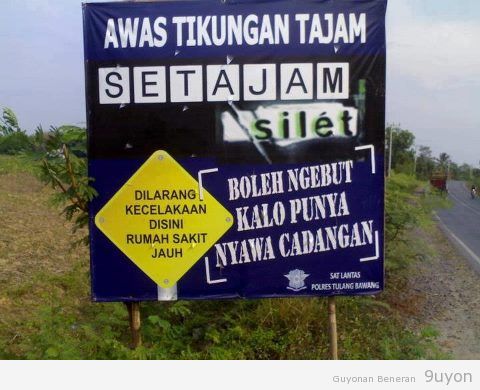 AWAS TIKUNGAN TAJAM
SETAJAM
silét
DILARANG
KECELAKAAN
DISINI
RUMAH SAKIT
JAUH
BOLEH NGEBUT
KALO PUNYA
NYAWA CADANGAN
SAT LANTAS
POLRES TULANG BAWANG
Guyonan Beneran 9uyon